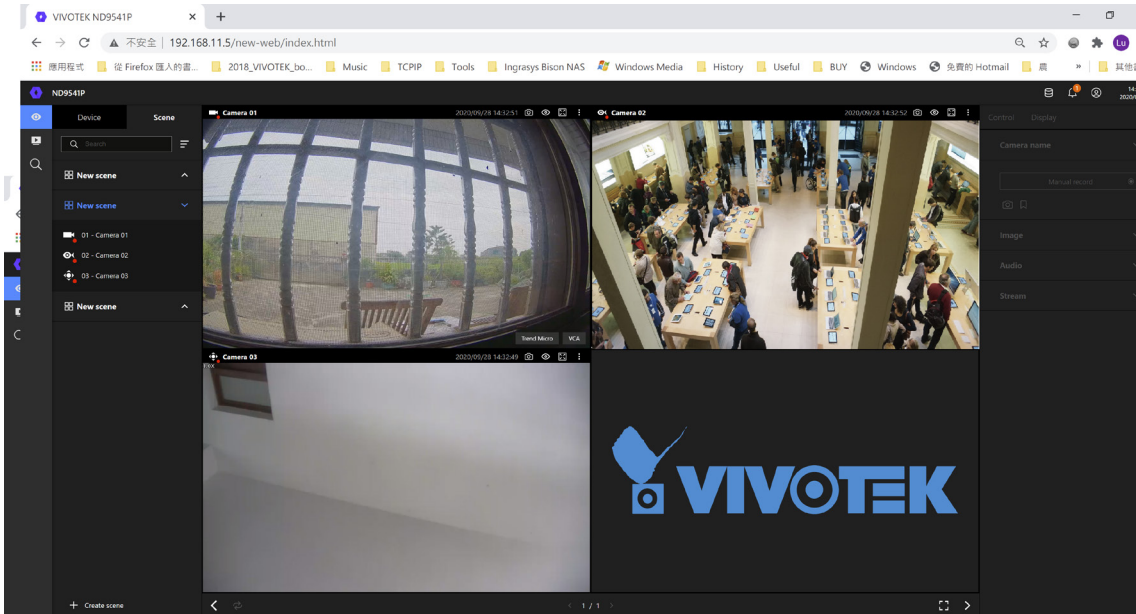 VIVOTEK ND9541P
不安全 | 192.168.11.5/new-web/index.html
Lu
應用程式 從 Firefox 匯入的書... 2018_VIVOTEK_bo... Music TCPIP Tools Ingrasys Bison NAS Windows Media History Useful BUY Windows 免費的 Hotmail 農 »
ND9541P
Device Scene
Search
New scene
New scene
01 - Camera 01
02 - Camera 02
03 - Camera 03
New scene
Create scene
Camera 01 2020/09/28 14:32:51
Trend Micro VCA
Camera 02 2020/09/28 14:32:52
Camera 03 2020/09/28 14:32:49
VIVOTEK
< 1 / 1 >
Control Display
Camera name
Manual record
Image
Audio
Stream